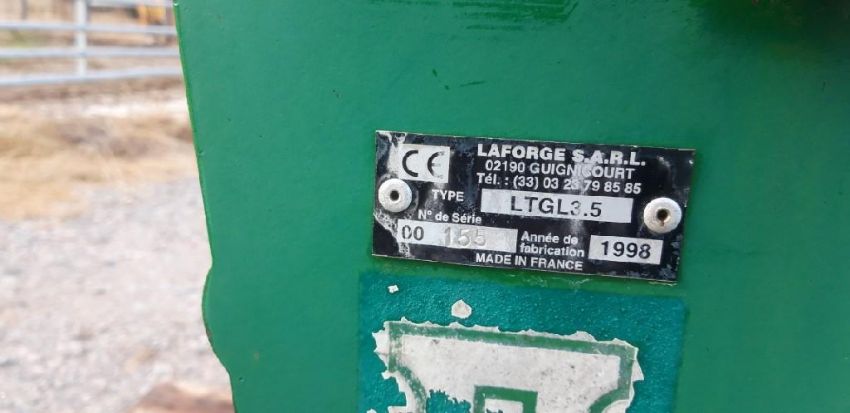 CE
LAFORGE S.A.R.L.
02190 GUIGNICOURT
Tél. : (33) 03 23 79 85 85
TYPE LTGL3.5
N° de Série
00 155
Année de
fabrication 1998
MADE IN FRANCE